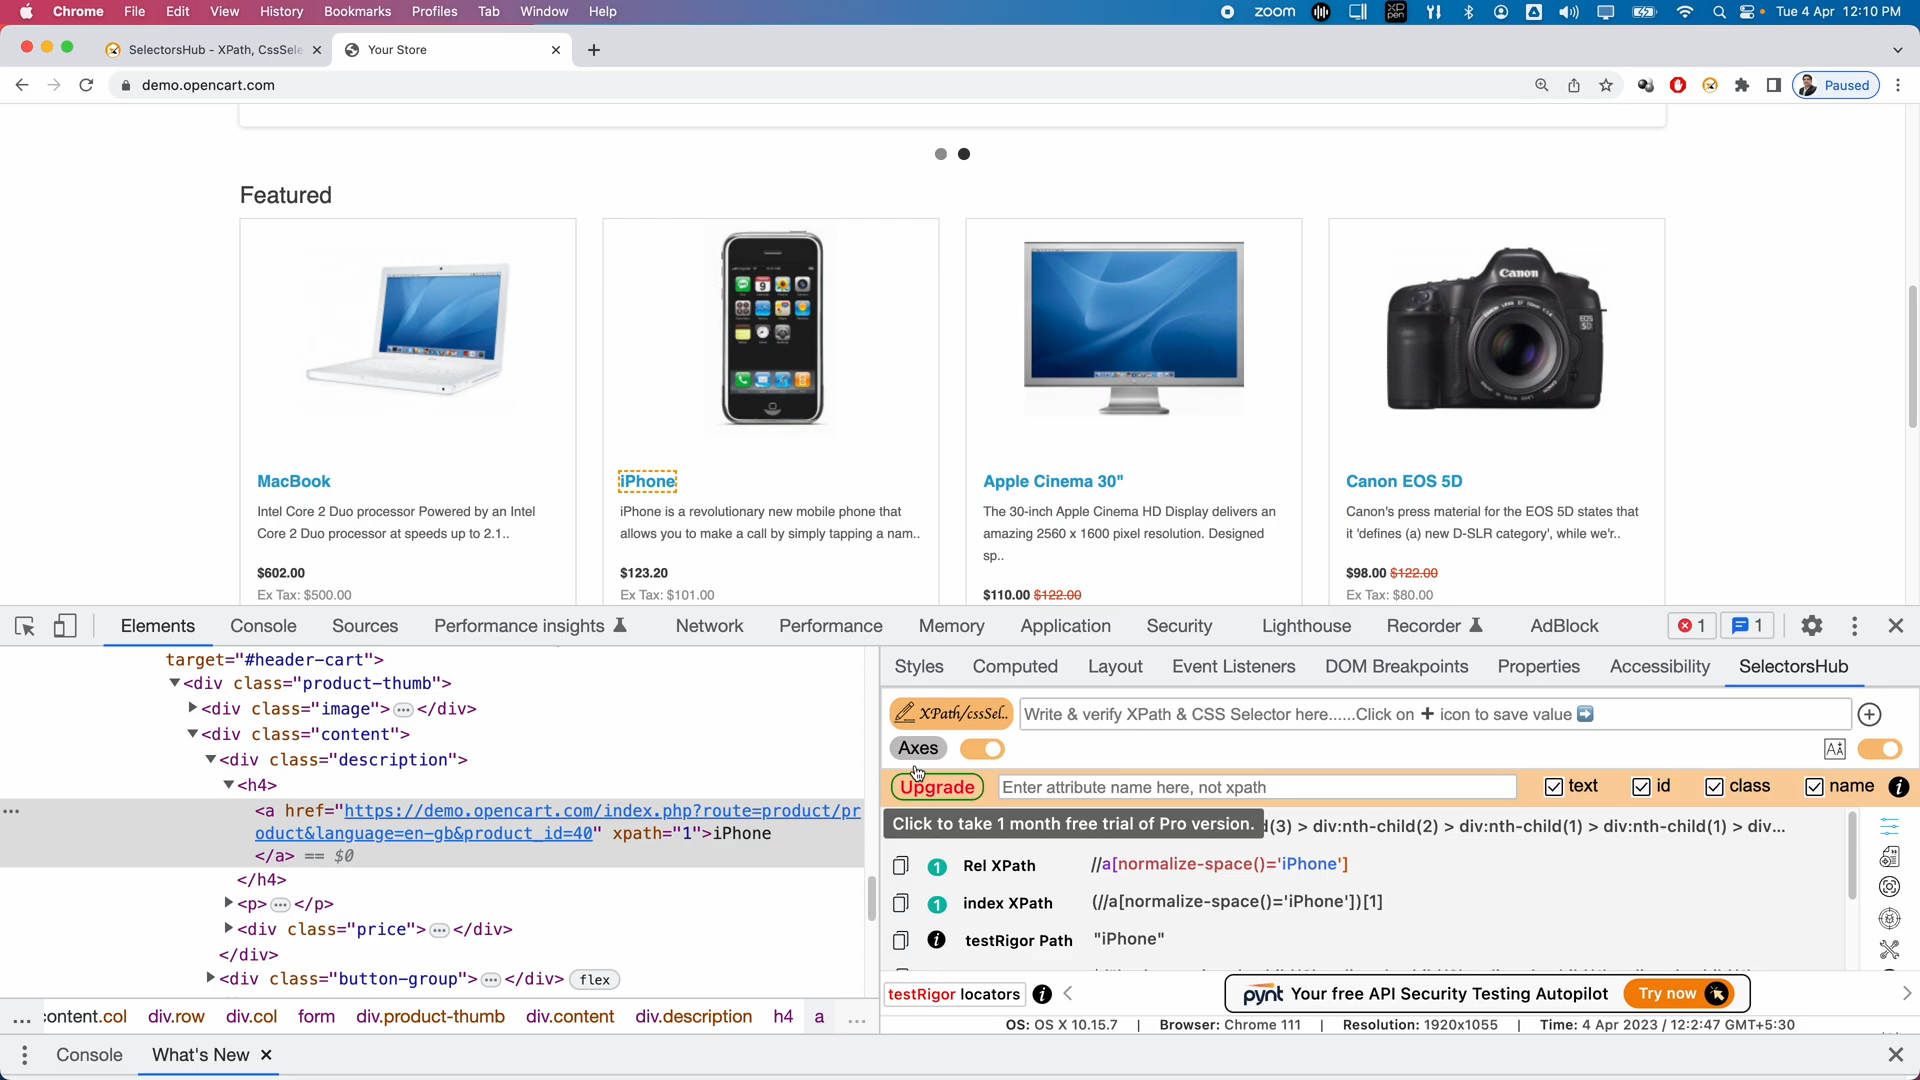 Chrome File Edit View History Bookmarks Profiles Tab Window Help zoom XP pen Tue 4 Apr 12:10 PM
SelectorsHub - XPath, CssSele Your Store
demo.opencart.com Paused
Featured
Canon
MacBook
Intel Core 2 Duo processor Powered by an Intel
Core 2 Duo processor at speeds up to 2.1..
$602.00
Ex Tax: $500.00
iPhone
iPhone is a revolutionary new mobile phone that
allows you to make a call by simply tapping a nam..
$123.20
Ex Tax: $101.00
Apple Cinema 30"
The 30-inch Apple Cinema HD Display delivers an
amazing 2560 x 1600 pixel resolution. Designed
sp..
$110.00 $122.00
Canon EOS 5D
Canon's press material for the EOS 5D states that
it 'defines (a) new D-SLR category', while we'r..
$98.00 $122.00
Ex Tax: $80.00
Elements Console Sources Performance insights Network Performance Memory Application Security Lighthouse Recorder AdBlock 1 1
target="#header-cart">
<div class="product-thumb">
<div class="image"> … </div>
<div class="content">
<div class="description">
<h4>
<a href="https://demo.opencart.com/index.php?route=product/pr
oduct&language=en-gb&product_id=40" xpath="1">iPhone
</a> == $0
</h4>
<p> … </p>
<div class="price"> … </div>
</div>
<div class="button-group"> … </div> flex
... content.col div.row div.col form div.product-thumb div.content div.description h4 a ...
Styles Computed Layout Event Listeners DOM Breakpoints Properties Accessibility SelectorsHub
XPath/cssSel.. Write & verify XPath & CSS Selector here......Click on + icon to save value
Axes
Upgrade Enter attribute name here, not xpath text id class name
Click to take 1 month free trial of Pro version. d(3) > div:nth-child(2) > div:nth-child(1) > div:nth-child(1) > div...
1 Rel XPath //a[normalize-space()='iPhone']
1 index XPath (//a[normalize-space()='iPhone'])[1]
testRigor Path "iPhone"
testRigor locators pynt Your free API Security Testing Autopilot Try now
OS: OS X 10.15.7 | Browser: Chrome 111 | Resolution: 1920x1055 | Time: 4 Apr 2023 / 12:2:47 GMT+5:30
Console What's New